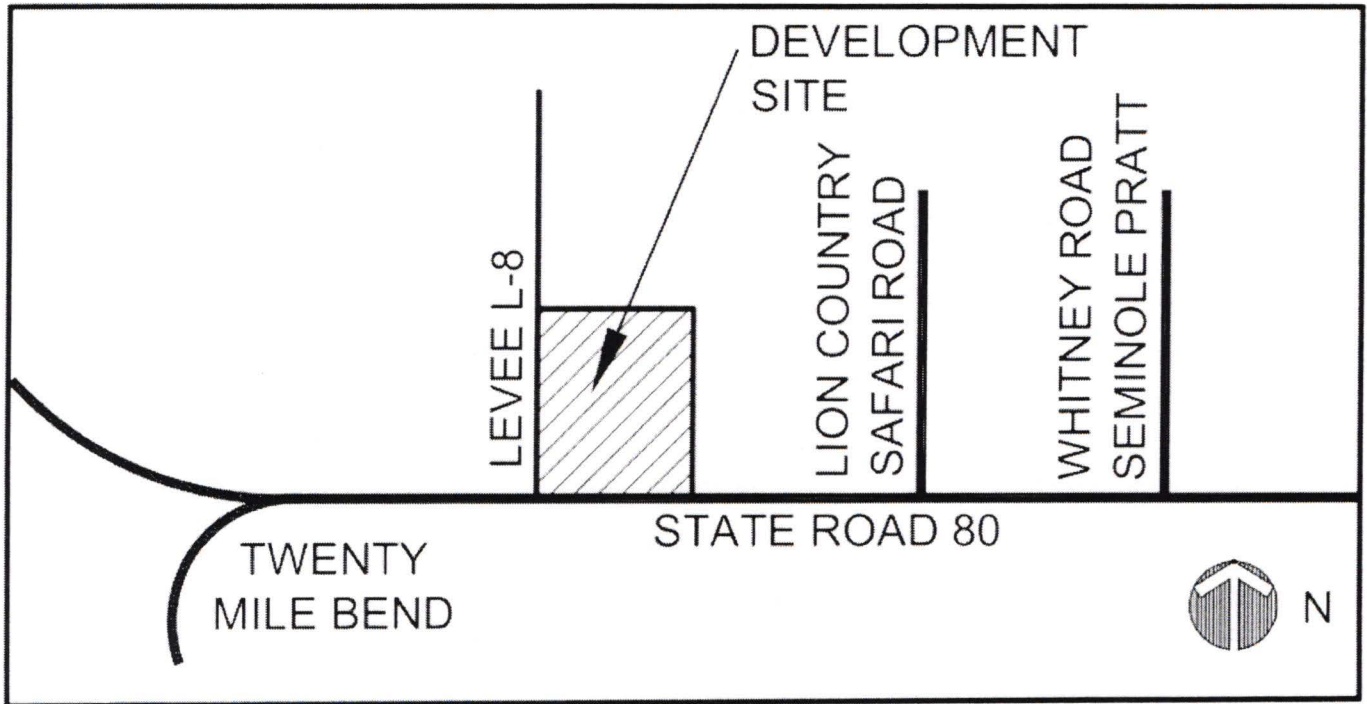 DEVELOPMENT
SITE
LEVEE L-8
LION COUNTRY
SAFARI ROAD
WHITNEY ROAD
SEMINOLE PRATT
STATE ROAD 80
TWENTY
MILE BEND
N